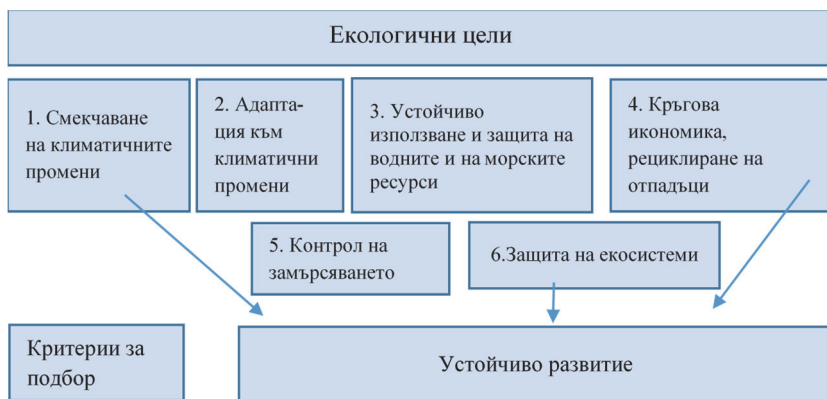 Екологични цели
1. Смекчаване
на климатичните
промени
2. Адапта-
ция към
климатични
промени
3. Устойчиво
използване и защита на
водните и на морските
ресурси
4. Кръгова
икономика,
рециклиране на
отпадъци
5. Контрол на
замърсяването
6.Защита на екосистеми
Критерии за
подбор
Устойчиво развитие